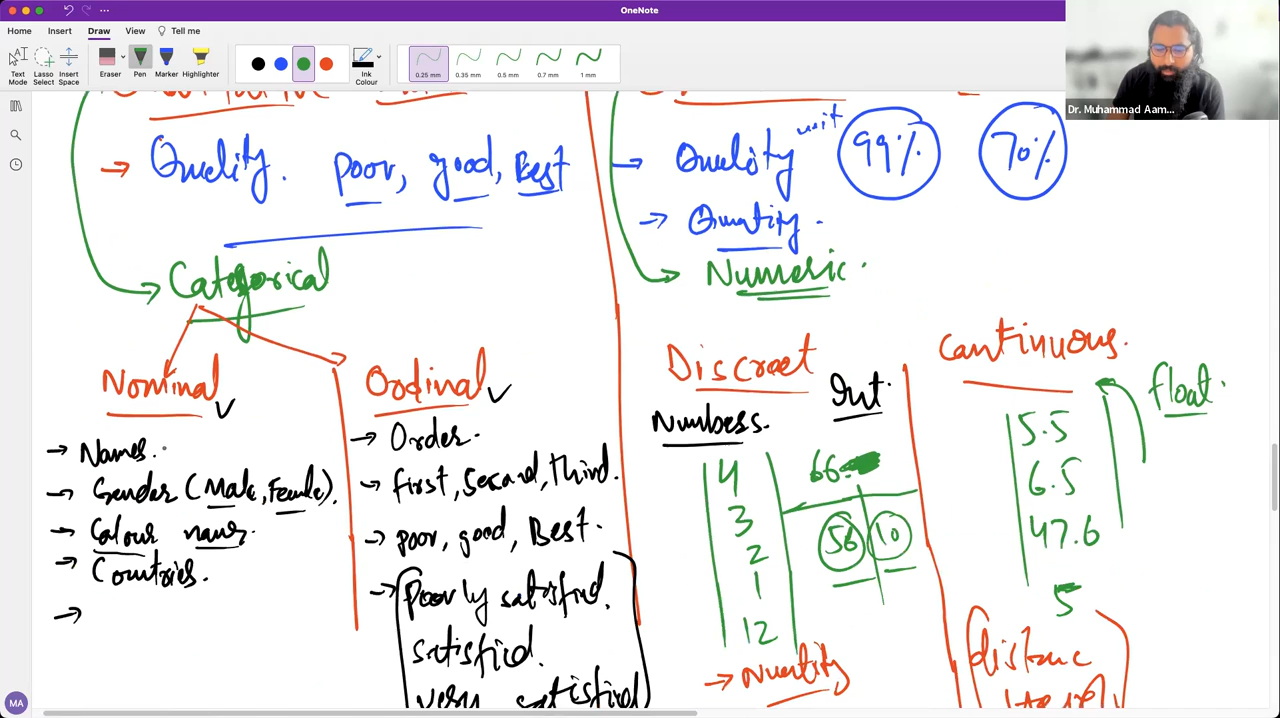 OneNote
Home Insert Draw View Tell me
Eraser Pen Marker Highlighter
Text Mode
Lasso Select
Insert Space
Ink Colour
0.25 mm 0.35 mm 0.5 mm 0.7 mm 1 mm
Dr. Muhammad Aam...
→ Quality. poor, good, Best
→ Categorical
Nominal
→ Names.
→ Gender (Male, Female).
→ Colour names.
→ Countries.
→
Ordinal
→ Order.
→ first, second, third.
→ poor, good, Best.
→ Poorly satisfied.
satisfied.
very satisfied
→ Quality unit 99% 70%
→ Quantity.
→ Numeric.
Discreet
Numbers. Int.
4
3
2
1
12
66
56 10
Cantinuous.
float.
5.5
6.5
47.6
5
distance
MA